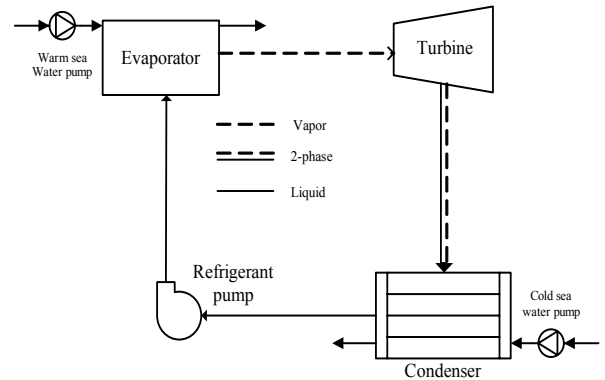 Warm sea
Water pump
Evaporator
Turbine
Vapor
2-phase
Liquid
Refrigerant
pump
Cold sea
water pump
Condenser